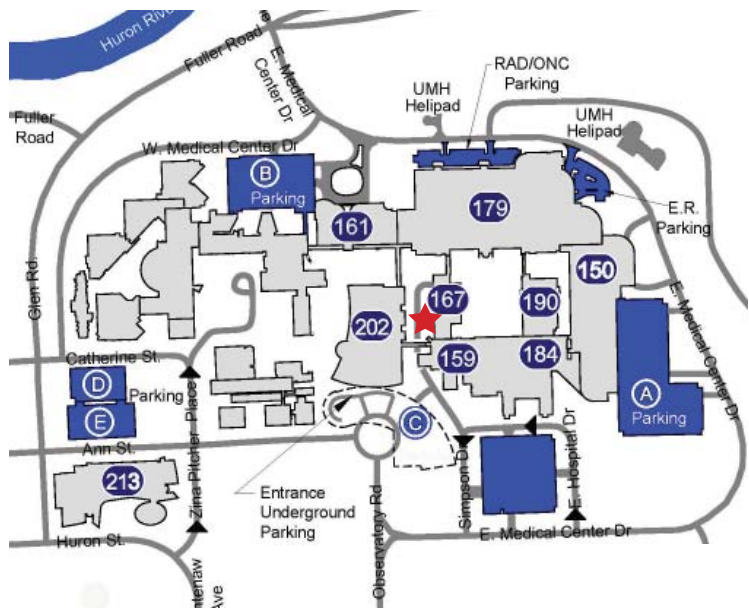 Huron River
Fuller Road
E. Medical
Center Dr
RAD/ONC
Parking
UMH
Helipad
UMH
Helipad
Fuller
Road
W. Medical Center Dr
B
Parking
161
179
E.R.
Parking
Glen Rd.
150
167
190
202
E. Medical Center Dr
159
184
Catherine St.
D
Parking
E
A
Parking
Zina Pitcher Place
C
Ann St.
213
Entrance
Underground
Parking
Observatory Rd
Simpson Dr
E. Hospital Dr
E. Medical Center Dr
Huron St.
Ave